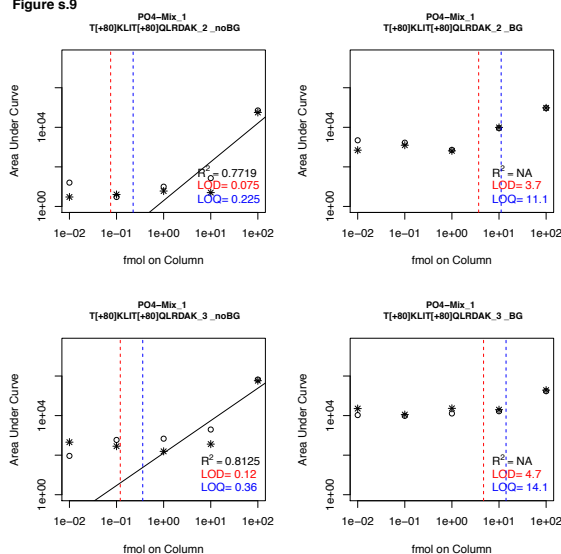 Figure s.9
PO4−Mix_1
T[+80]KLIT[+80]QLRDAK_2 _noBG
Area Under Curve
1e+04
1e+00
R2 = 0.7719
LOD= 0.075
LOQ= 0.225
1e−02 1e−01 1e+00 1e+01 1e+02
fmol on Column
PO4−Mix_1
T[+80]KLIT[+80]QLRDAK_2 _BG
Area Under Curve
1e+04
1e+00
R2 = NA
LOD= 3.7
LOQ= 11.1
1e−02 1e−01 1e+00 1e+01 1e+02
fmol on Column
PO4−Mix_1
T[+80]KLIT[+80]QLRDAK_3 _noBG
Area Under Curve
1e+04
1e+00
R2 = 0.8125
LOD= 0.12
LOQ= 0.36
1e−02 1e−01 1e+00 1e+01 1e+02
fmol on Column
PO4−Mix_1
T[+80]KLIT[+80]QLRDAK_3 _BG
Area Under Curve
1e+04
1e+00
R2 = NA
LOD= 4.7
LOQ= 14.1
1e−02 1e−01 1e+00 1e+01 1e+02
fmol on Column